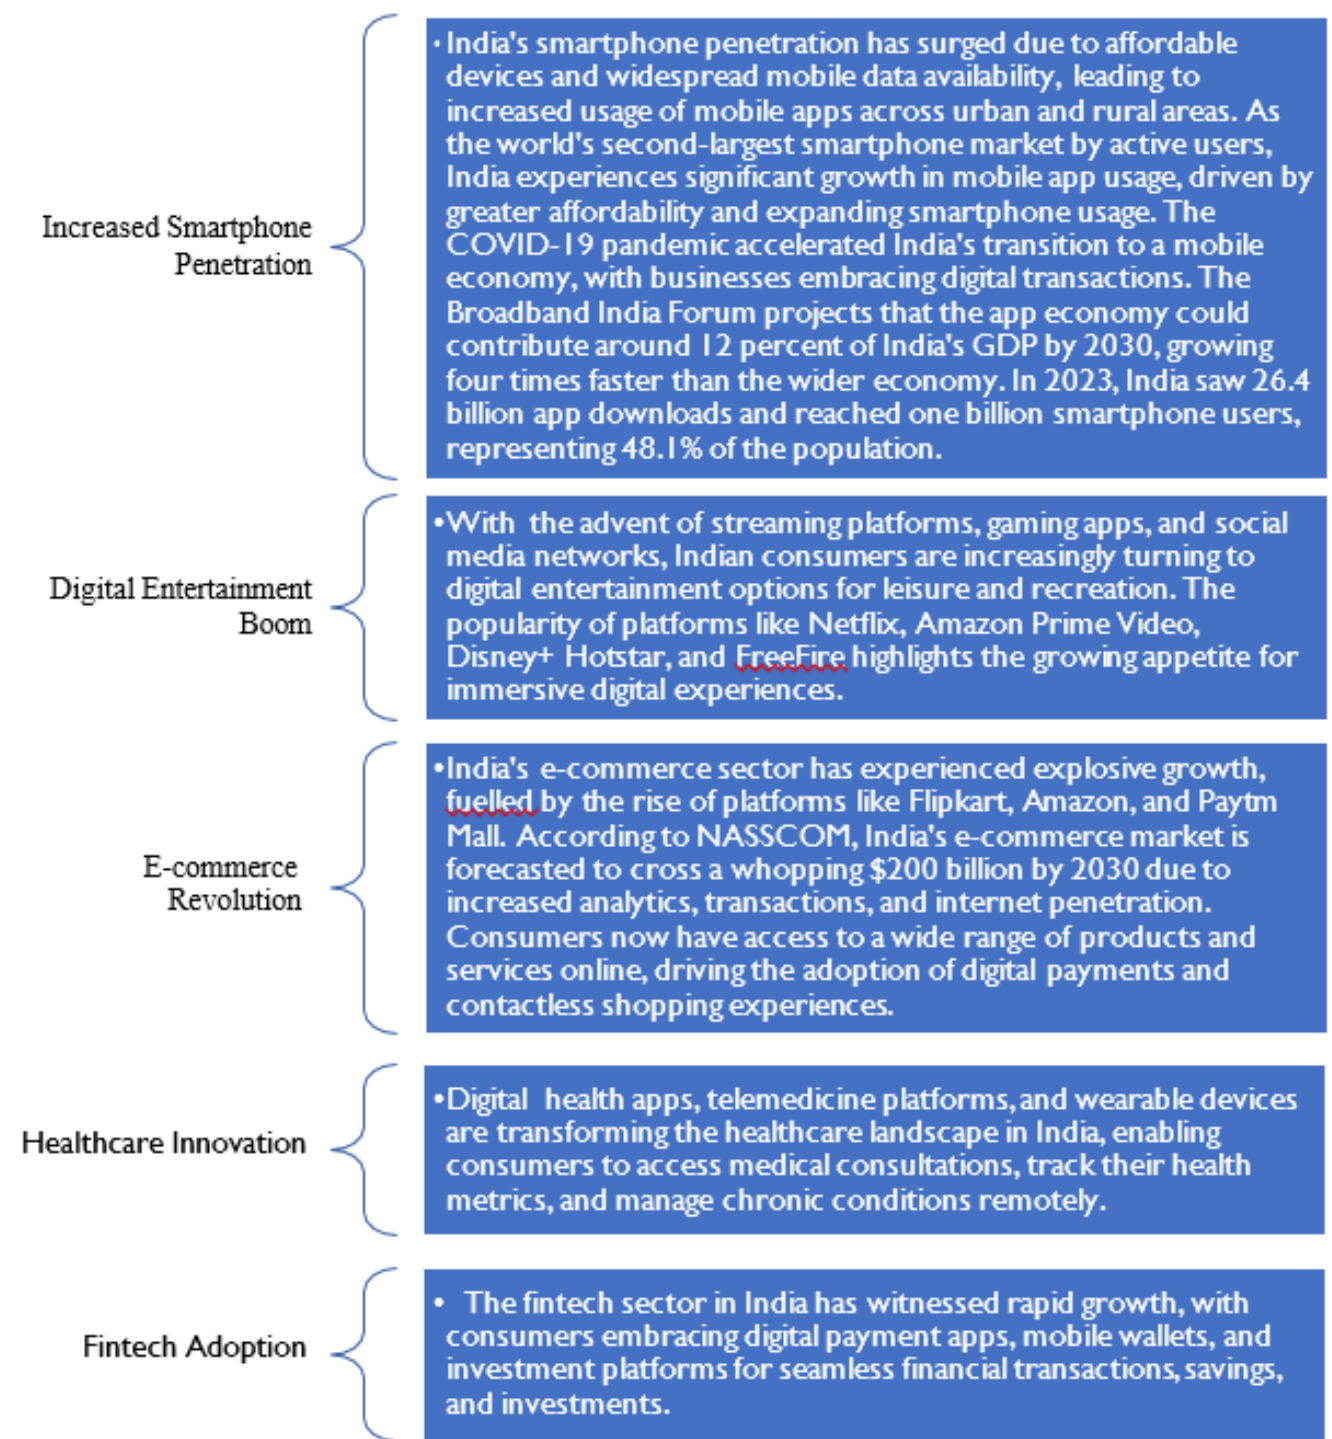 Increased Smartphone
Penetration
• India's smartphone penetration has surged due to affordable
devices and widespread mobile data availability, leading to
increased usage of mobile apps across urban and rural areas. As
the world's second-largest smartphone market by active users,
India experiences significant growth in mobile app usage, driven by
greater affordability and expanding smartphone usage. The
COVID-19 pandemic accelerated India's transition to a mobile
economy, with businesses embracing digital transactions. The
Broadband India Forum projects that the app economy could
contribute around 12 percent of India's GDP by 2030, growing
four times faster than the wider economy. In 2023, India saw 26.4
billion app downloads and reached one billion smartphone users,
representing 48.1% of the population.
Digital Entertainment
Boom
•With the advent of streaming platforms, gaming apps, and social
media networks, Indian consumers are increasingly turning to
digital entertainment options for leisure and recreation. The
popularity of platforms like Netflix, Amazon Prime Video,
Disney+ Hotstar, and FreeFire highlights the growing appetite for
immersive digital experiences.
E-commerce
Revolution
•India's e-commerce sector has experienced explosive growth,
fuelled by the rise of platforms like Flipkart, Amazon, and Paytm
Mall. According to NASSCOM, India's e-commerce market is
forecasted to cross a whopping $200 billion by 2030 due to
increased analytics, transactions, and internet penetration.
Consumers now have access to a wide range of products and
services online, driving the adoption of digital payments and
contactless shopping experiences.
Healthcare Innovation
•Digital health apps, telemedicine platforms, and wearable devices
are transforming the healthcare landscape in India, enabling
consumers to access medical consultations, track their health
metrics, and manage chronic conditions remotely.
Fintech Adoption
• The fintech sector in India has witnessed rapid growth, with
consumers embracing digital payment apps, mobile wallets, and
investment platforms for seamless financial transactions, savings,
and investments.